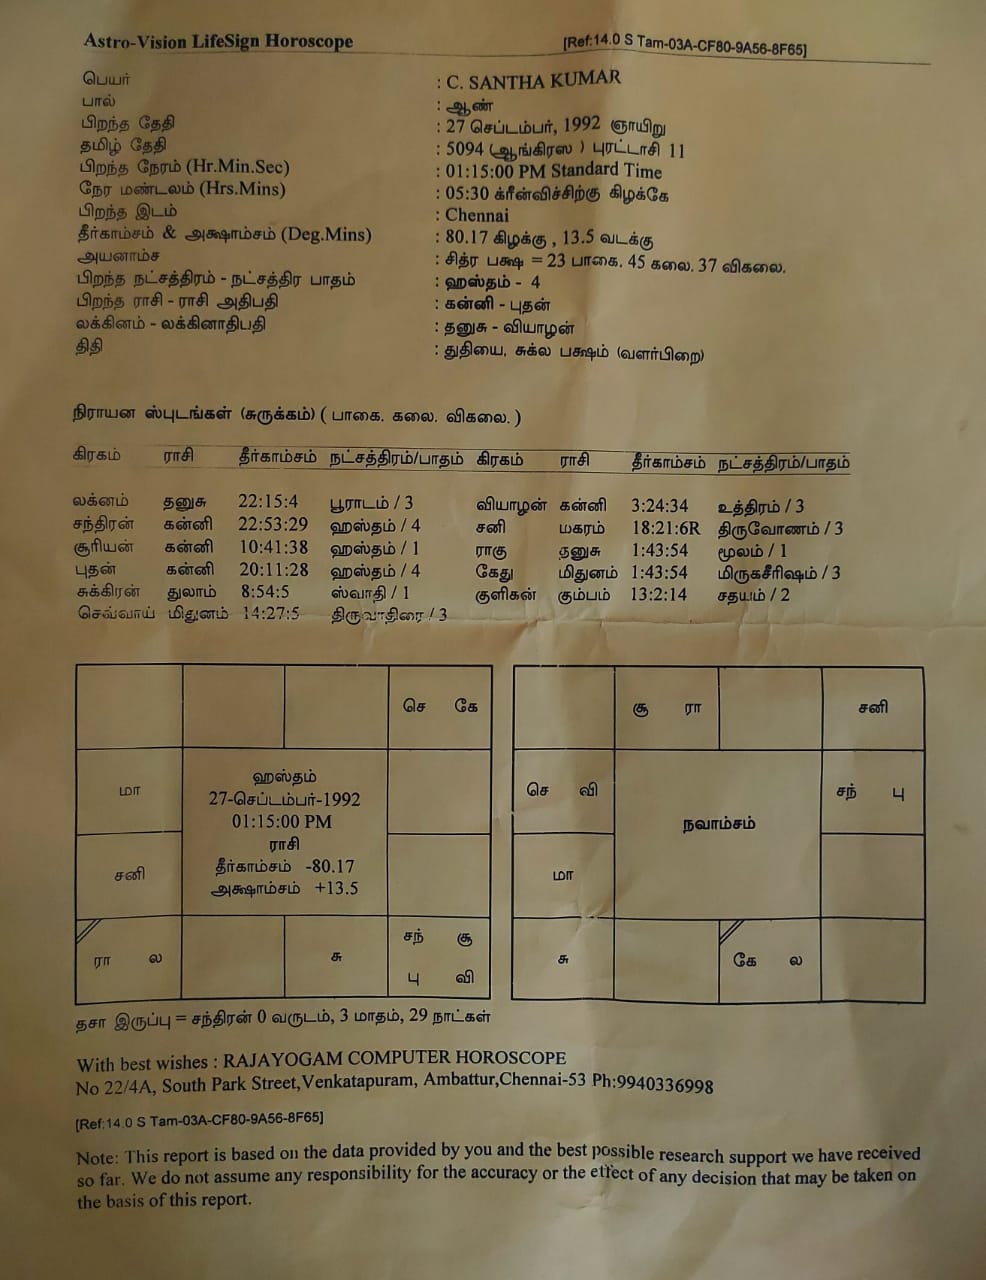 Astro-Vision LifeSign Horoscope [Ref:14.0 S Tam-03A-CF80-9A56-8F65]
பெயர் : C. SANTHA KUMAR
பால் : ஆண்
பிறந்த தேதி : 27 செப்டம்பர், 1992 ஞாயிறு
தமிழ் தேதி : 5094 (ஆங்கிரஸ ) புரட்டாசி 11
பிறந்த நேரம் (Hr.Min.Sec) : 01:15:00 PM Standard Time
நேர மண்டலம் (Hrs.Mins) : 05:30 க்ரீன்விச்சிற்கு கிழக்கே
பிறந்த இடம் : Chennai
தீர்காம்சம் & அக்ஷாம்சம் (Deg.Mins) : 80.17 கிழக்கு , 13.5 வடக்கு
அயனாம்ச : சித்ர பக்ஷ = 23 பாகை. 45 கலை. 37 விகலை.
பிறந்த நட்சத்திரம் - நட்சத்திர பாதம் : ஹஸ்தம் - 4
பிறந்த ராசி - ராசி அதிபதி : கன்னி - புதன்
லக்கினம் - லக்கினாதிபதி : தனுசு - வியாழன்
திதி : துதியை, சுக்ல பக்ஷம் (வளர்பிறை)
நிராயன ஸ்புடங்கள் (சுருக்கம்) ( பாகை. கலை. விகலை. )
கிரகம் ராசி தீர்காம்சம் நட்சத்திரம்/பாதம் கிரகம் ராசி தீர்காம்சம் நட்சத்திரம்/பாதம்
லக்னம் தனுசு 22:15:4 பூராடம் / 3 வியாழன் கன்னி 3:24:34 உத்திரம் / 3
சந்திரன் கன்னி 22:53:29 ஹஸ்தம் / 4 சனி மகரம் 18:21:6R திருவோணம் / 3
சூரியன் கன்னி 10:41:38 ஹஸ்தம் / 1 ராகு தனுசு 1:43:54 மூலம் / 1
புதன் கன்னி 20:11:28 ஹஸ்தம் / 4 கேது மிதுனம் 1:43:54 மிருகசீரிஷம் / 3
சுக்கிரன் துலாம் 8:54:5 ஸ்வாதி / 1 குளிகன் கும்பம் 13:2:14 சதயம் / 2
செவ்வாய் மிதுனம் 14:27:5 திருவாதிரை / 3
செ கே
மா
ஹஸ்தம்
27-செப்டம்பர்-1992
01:15:00 PM
ராசி
தீர்காம்சம் -80.17
அக்ஷாம்சம் +13.5
சனி
ரா ல
சு
சந் சூ
பு வி
சூ ரா
சனி
செ வி
சந் பு
நவாம்சம்
மா
சு
கே ல
தசா இருப்பு = சந்திரன் 0 வருடம், 3 மாதம், 29 நாட்கள்
With best wishes : RAJAYOGAM COMPUTER HOROSCOPE
No 22/4A, South Park Street,Venkatapuram, Ambattur,Chennai-53 Ph:9940336998
[Ref:14.0 S Tam-03A-CF80-9A56-8F65]
Note: This report is based on the data provided by you and the best possible research support we have received
so far. We do not assume any responsibility for the accuracy or the effect of any decision that may be taken on
the basis of this report.